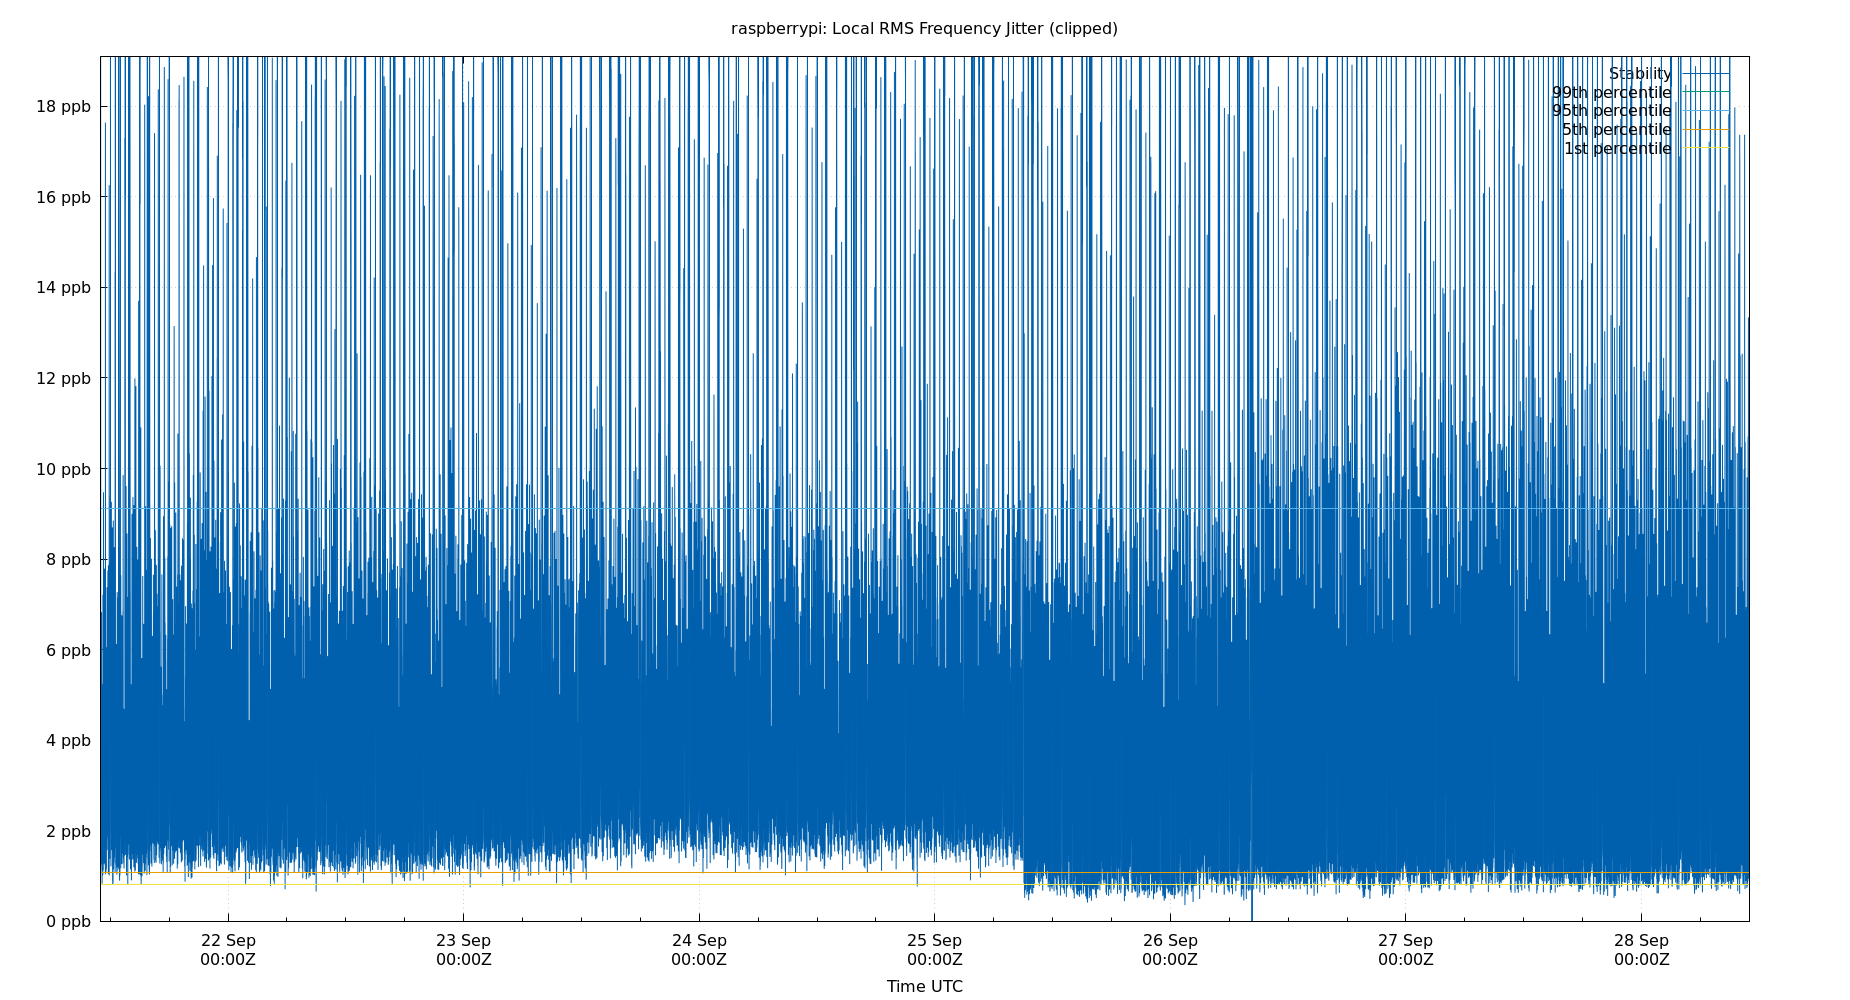 raspberrypi: Local RMS Frequency Jitter (clipped)
Stability
99th percentile
95th percentile
5th percentile
1st percentile
18 ppb
16 ppb
14 ppb
12 ppb
10 ppb
8 ppb
6 ppb
4 ppb
2 ppb
0 ppb
22 Sep 23 Sep 24 Sep 25 Sep 26 Sep 27 Sep 28 Sep
00:00Z 00:00Z 00:00Z 00:00Z 00:00Z 00:00Z 00:00Z
Time UTC